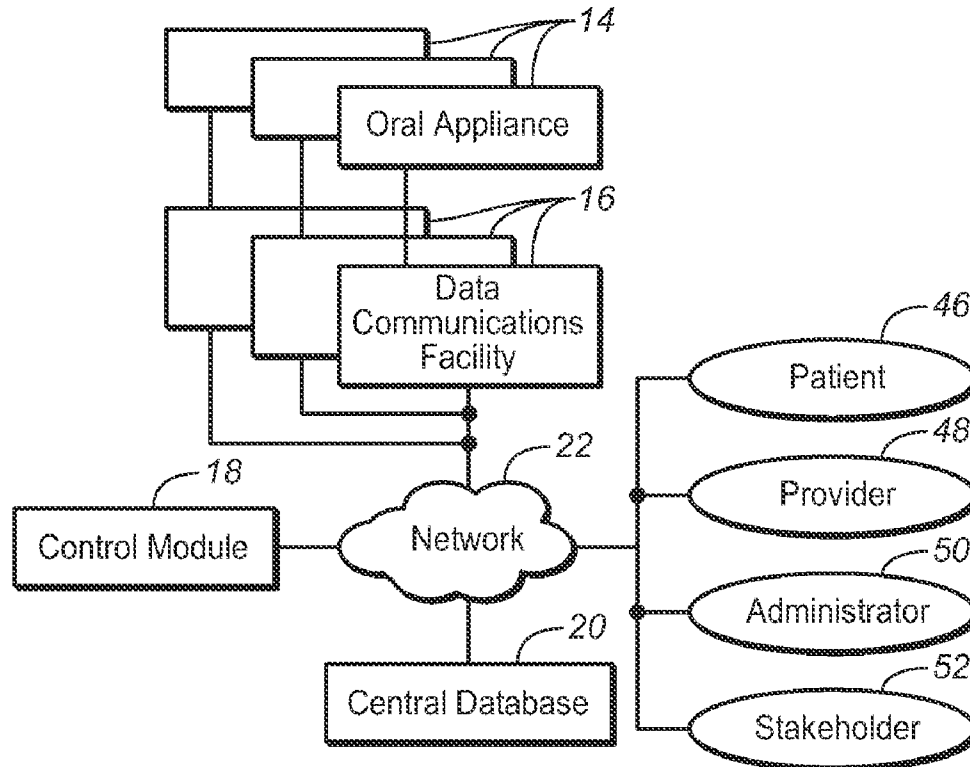 14
Oral Appliance
16
Data
Communications
Facility
46
Patient
48
Provider
22
Network
18
Control Module
50
Administrator
20
Central Database
52
Stakeholder